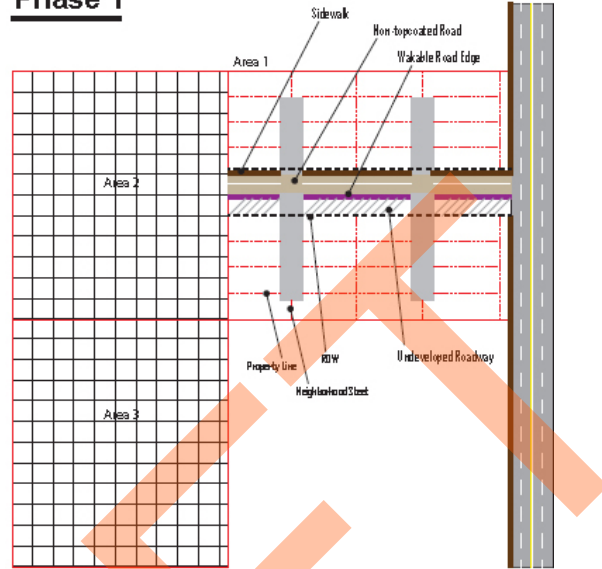 Phase 1
Sidewalk
Non-topcoated Road
Wakable Road Edge
Area 1
Area 2
Property Line
ROW
Undeveloped Roadway
Neighborhood Street
Area 3